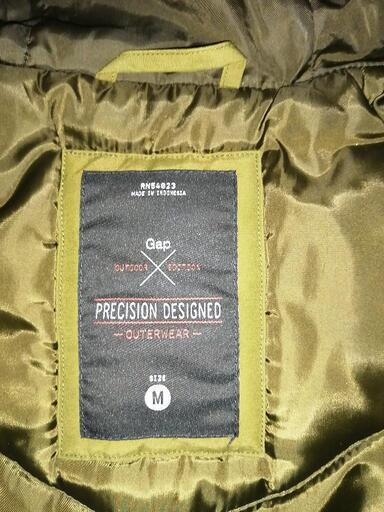 RN54023
MADE IN INDONESIA
Gap
OUTDOOR EDITION
PRECISION DESIGNED
— OUTERWEAR —
SIZE
M